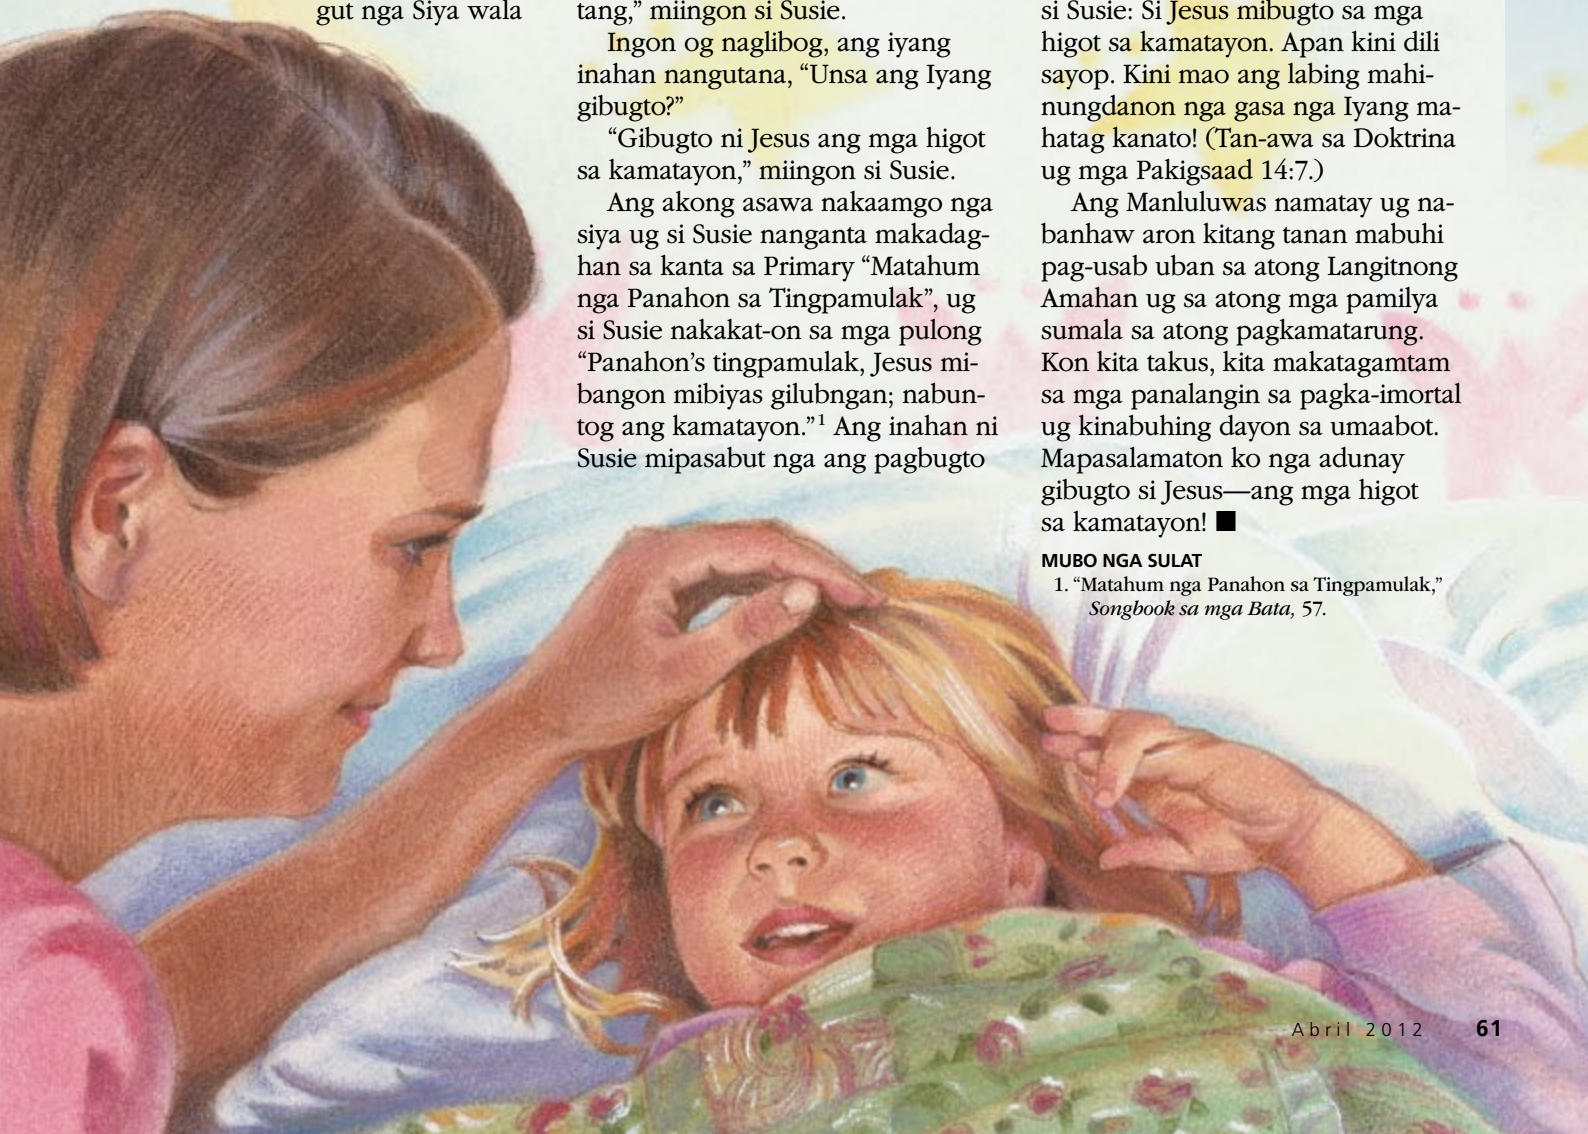 gut nga Siya wala
tang,” miingon si Susie.
Ingon og naglibog, ang iyang
inahan nangutana, “Unsa ang Iyang
gibugto?”
“Gibugto ni Jesus ang mga higot
sa kamatayon,” miingon si Susie.
Ang akong asawa nakaamgo nga
siya ug si Susie nanganta makadag-
han sa kanta sa Primary “Matahum
nga Panahon sa Tingpamulak”, ug
si Susie nakakat-on sa mga pulong
“Panahon’s tingpamulak, Jesus mi-
bangon mibiyas gilubngan; nabun-
tog ang kamatayon.”¹ Ang inahan ni
Susie mipasabut nga ang pagbugto
si Susie: Si Jesus mibugto sa mga
higot sa kamatayon. Apan kini dili
sayop. Kini mao ang labing mahi-
nungdanon nga gasa nga Iyang ma-
hatag kanato! (Tan-awa sa Doktrina
ug mga Pakigsaad 14:7.)
Ang Manluluwas namatay ug na-
banhaw aron kitang tanan mabuhi
pag-usab uban sa atong Langitnong
Amahan ug sa atong mga pamilya
sumala sa atong pagkamatarung.
Kon kita takus, kita makatagamtam
sa mga panalangin sa pagka-imortal
ug kinabuhing dayon sa umaabot.
Mapasalamaton ko nga adunay
gibugto si Jesus—ang mga higot
sa kamatayon! ■
MUBO NGA SULAT
1. “Matahum nga Panahon sa Tingpamulak,”
Songbook sa mga Bata, 57.
Abril 2012 61